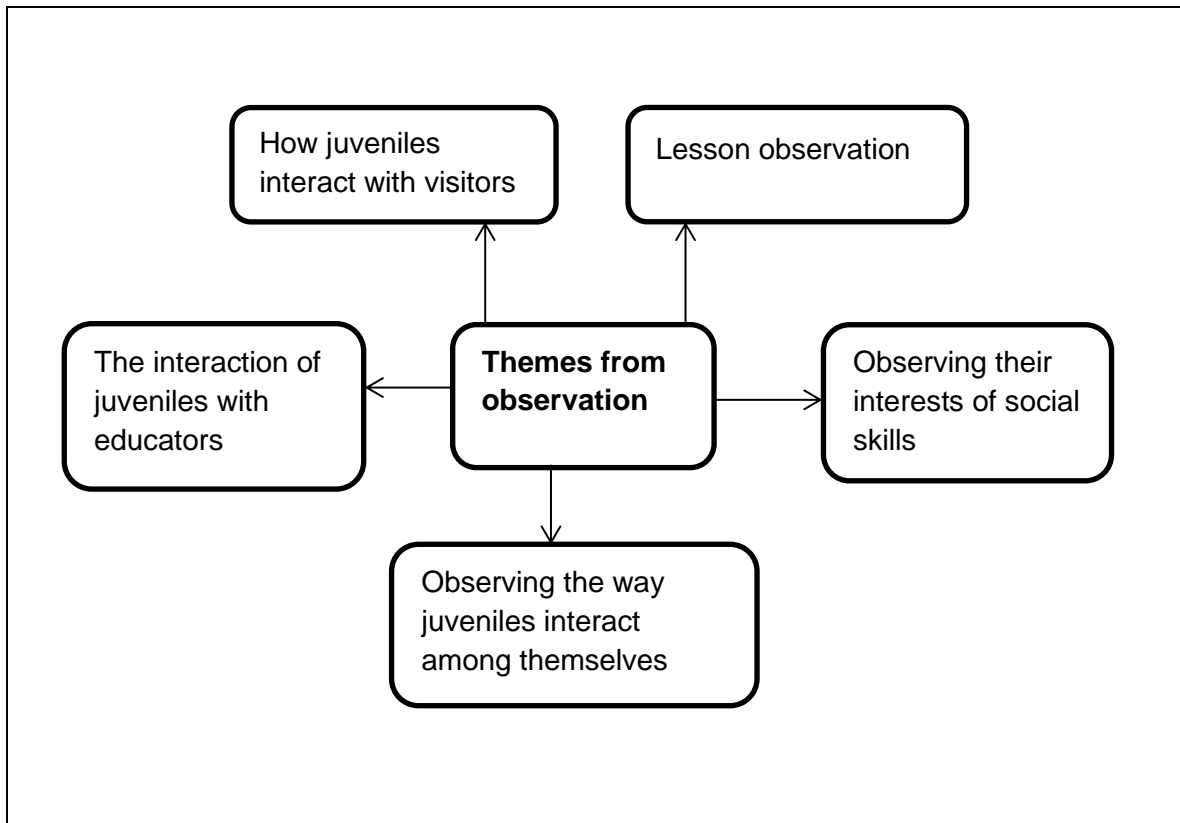 How juveniles
interact with visitors
Lesson observation
The interaction of
juveniles with
educators
Themes from
observation
Observing their
interests of social
skills
Observing the way
juveniles interact
among themselves